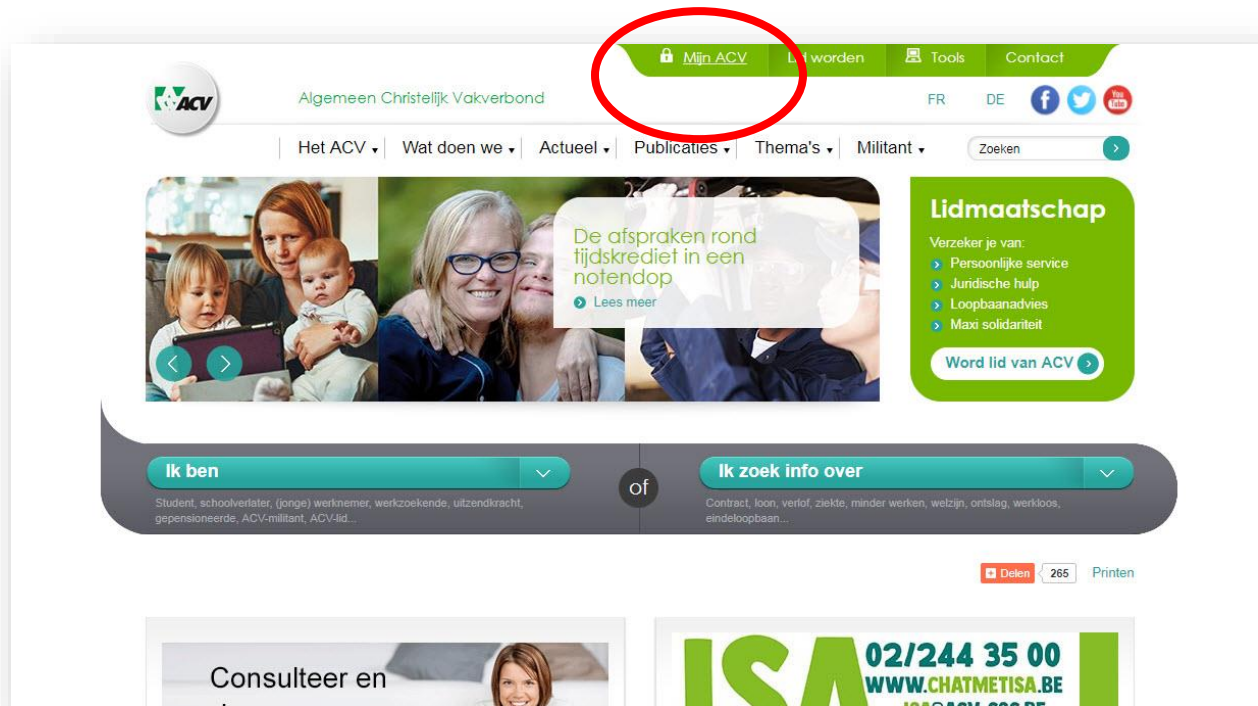 Mijn ACV
Lid worden
Tools
Contact
ACV
Algemeen Christelijk Vakverbond
FR
DE
You
Tube
Het ACV
Wat doen we
Actueel
Publicaties
Thema's
Militant
Zoeken
De afspraken rond
tijdskrediet in een
notendop
Lees meer
Lidmaatschap
Verzeker je van:
Persoonlijke service
Juridische hulp
Loopbaanadvies
Maxi solidariteit
Word lid van ACV
Ik ben
Student, schoolverlater, (jonge) werknemer, werkzoekende, uitzendkracht,
gepensioneerde, ACV-militant, ACV-lid...
of
Ik zoek info over
Contract, loon, verlof, ziekte, minder werken, welzijn, ontslag, werkloos,
eindeloopbaan...
Delen
265
Printen
Consulteer en
ISA
02/244 35 00
WWW.CHATMETISA.BE